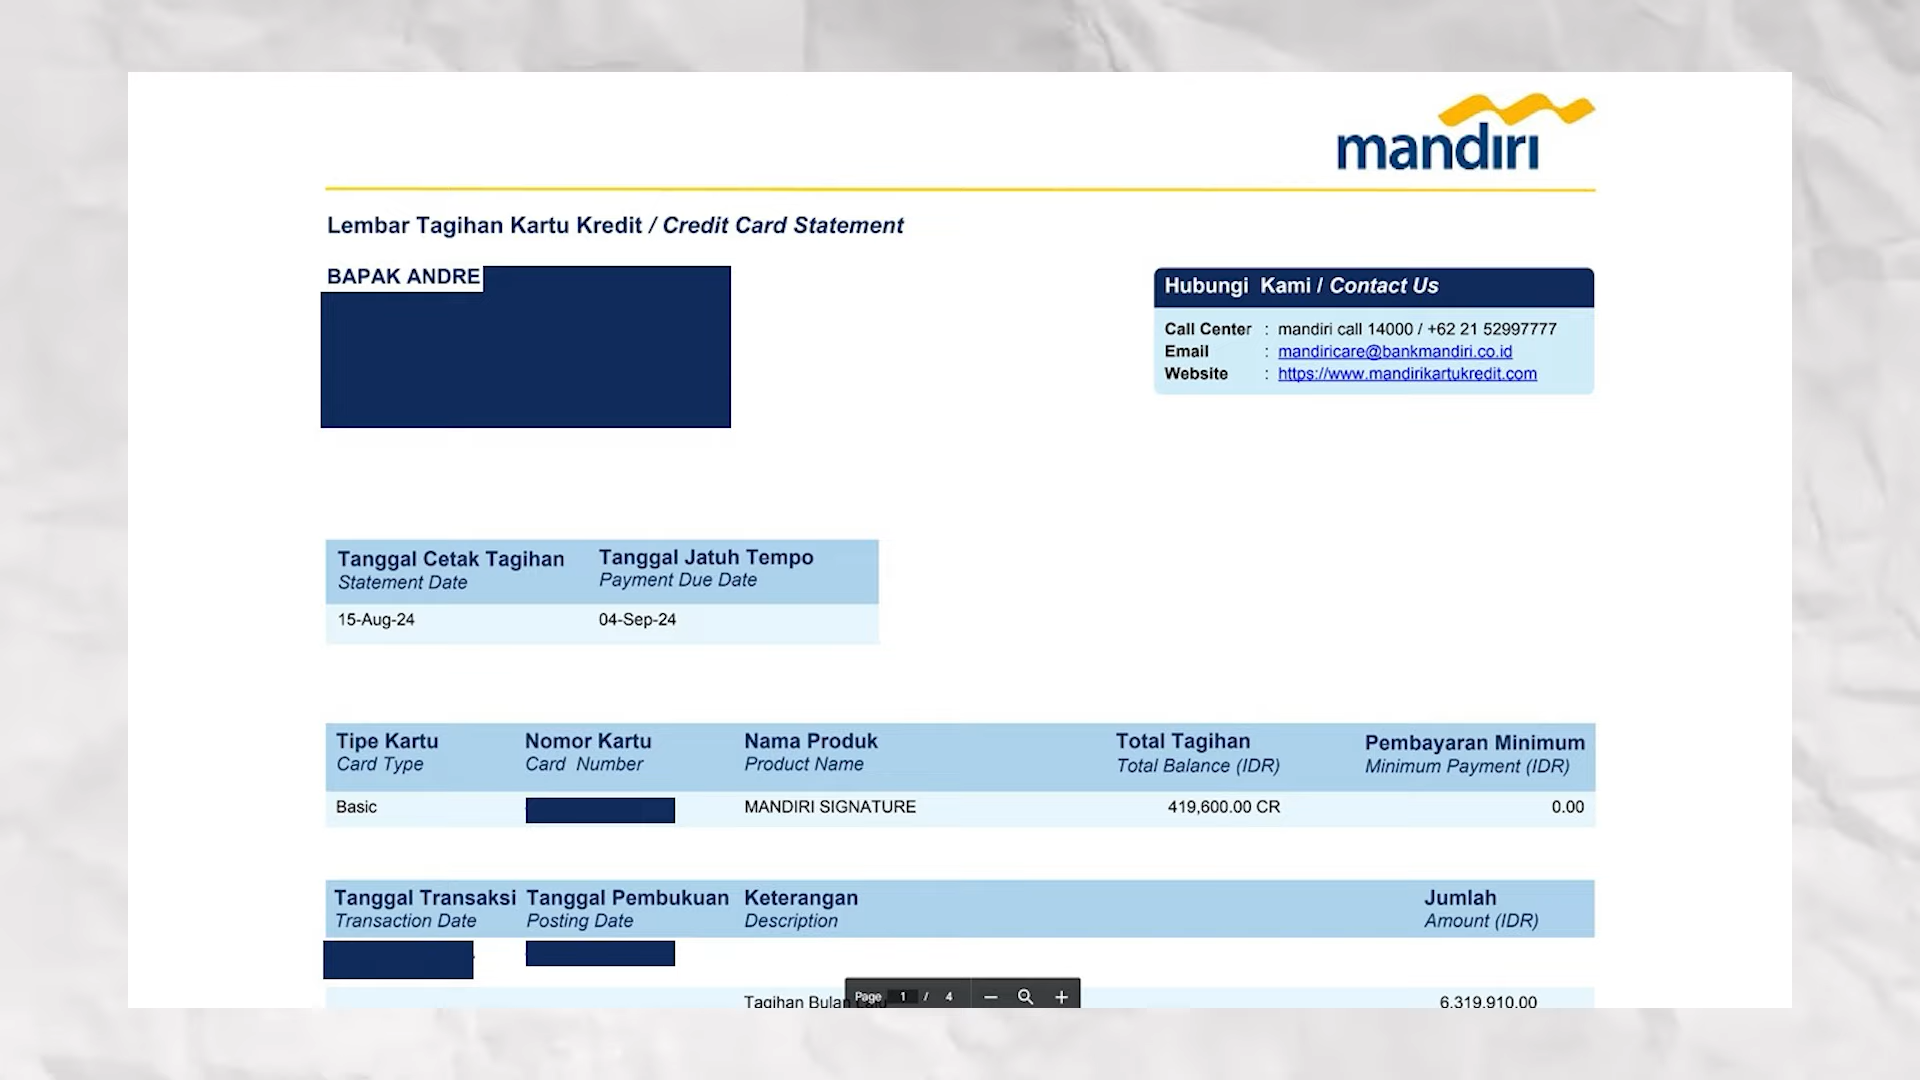 mandiri
Lembar Tagihan Kartu Kredit / Credit Card Statement
BAPAK ANDRE
Hubungi Kami / Contact Us
Call Center : mandiri call 14000 / +62 21 52997777
Email : mandiricare@bankmandiri.co.id
Website : https://www.mandirikartukredit.com
Tanggal Cetak Tagihan Tanggal Jatuh Tempo
Statement Date Payment Due Date
15-Aug-24 04-Sep-24
Tipe Kartu Nomor Kartu Nama Produk Total Tagihan Pembayaran Minimum
Card Type Card Number Product Name Total Balance (IDR) Minimum Payment (IDR)
Basic MANDIRI SIGNATURE 419,600.00 CR 0.00
Tanggal Transaksi Tanggal Pembukuan Keterangan Jumlah
Transaction Date Posting Date Description Amount (IDR)
Tagihan Bulan Lalu 6,319,910.00
Page 1 / 4